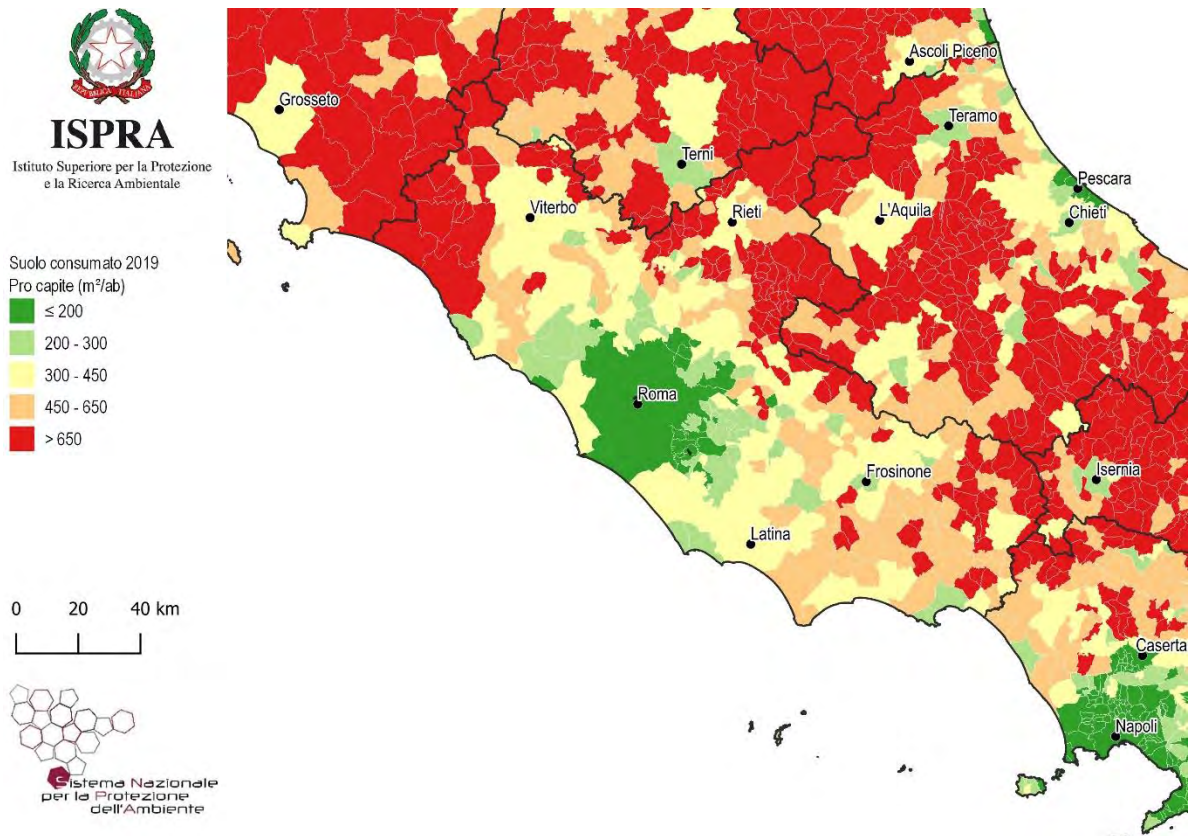 REPVBBLICA ITALIANA
ISPRA
Istituto Superiore per la Protezione
e la Ricerca Ambientale
Suolo consumato 2019
Pro capite (m²/ab)
≤ 200
200 - 300
300 - 450
450 - 650
> 650
0 20 40 km
Sistema Nazionale
per la Protezione
dell'Ambiente
Ascoli Piceno
Grosseto
Teramo
Terni
Pescara
Viterbo
Rieti
L'Aquila
Chieti
Roma
Frosinone
Isernia
Latina
Caserta
Napoli